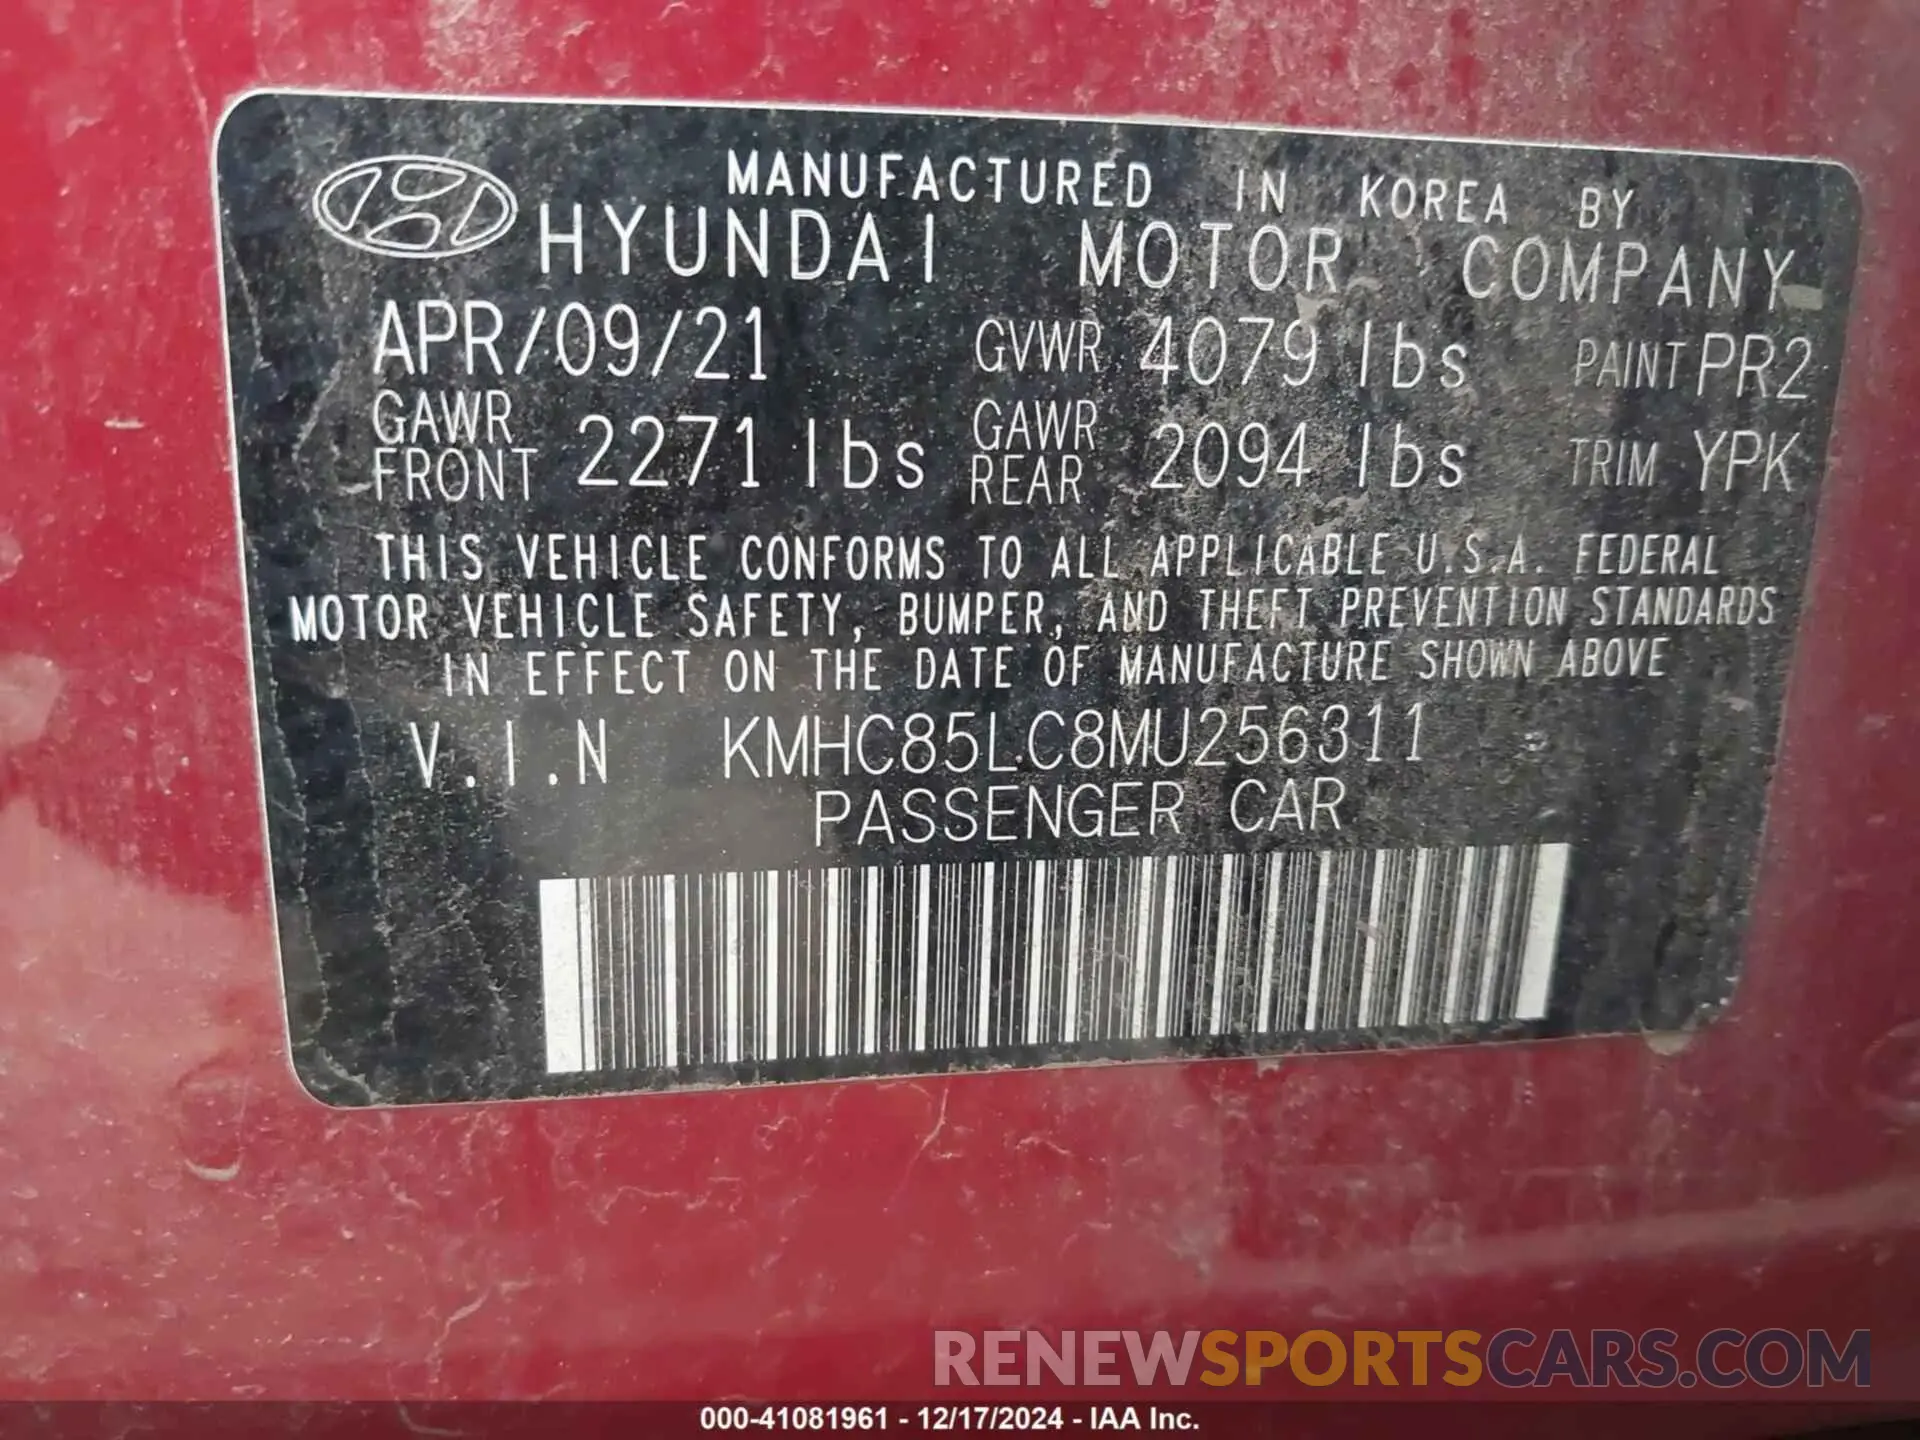 MANUFACTURED IN KOREA BY
HYUNDAI MOTOR COMPANY
APR/09/21 GVWR 4079 lbs PAINT PR2
GAWR FRONT 2271 lbs GAWR REAR 2094 lbs TRIM YPK
THIS VEHICLE CONFORMS TO ALL APPLICABLE U.S.A. FEDERAL
MOTOR VEHICLE SAFETY, BUMPER, AND THEFT PREVENTION STANDARDS
IN EFFECT ON THE DATE OF MANUFACTURE SHOWN ABOVE
V.I.N KMHC85LC8MU256311
PASSENGER CAR
RENEWSPORTSCARS.COM
000-41081961 - 12/17/2024 - IAA Inc.